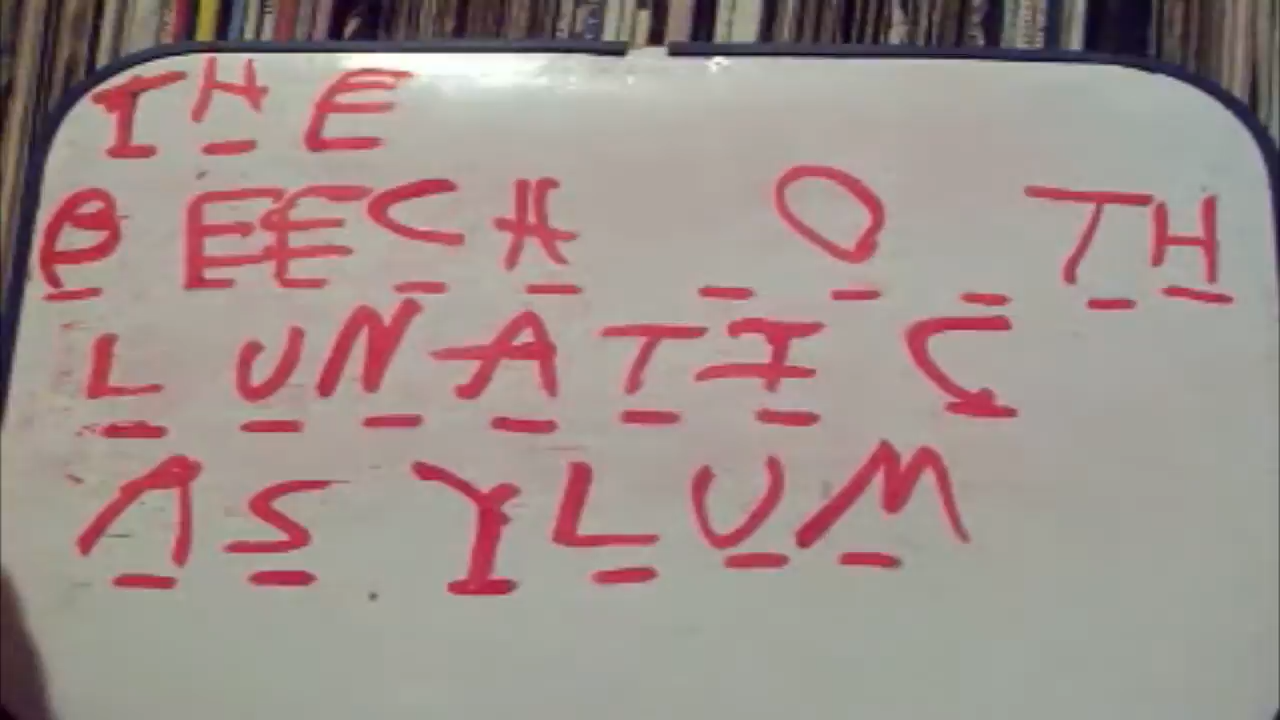 THE
BEECH _ O _ TH
LUNATIC
ASYLUM